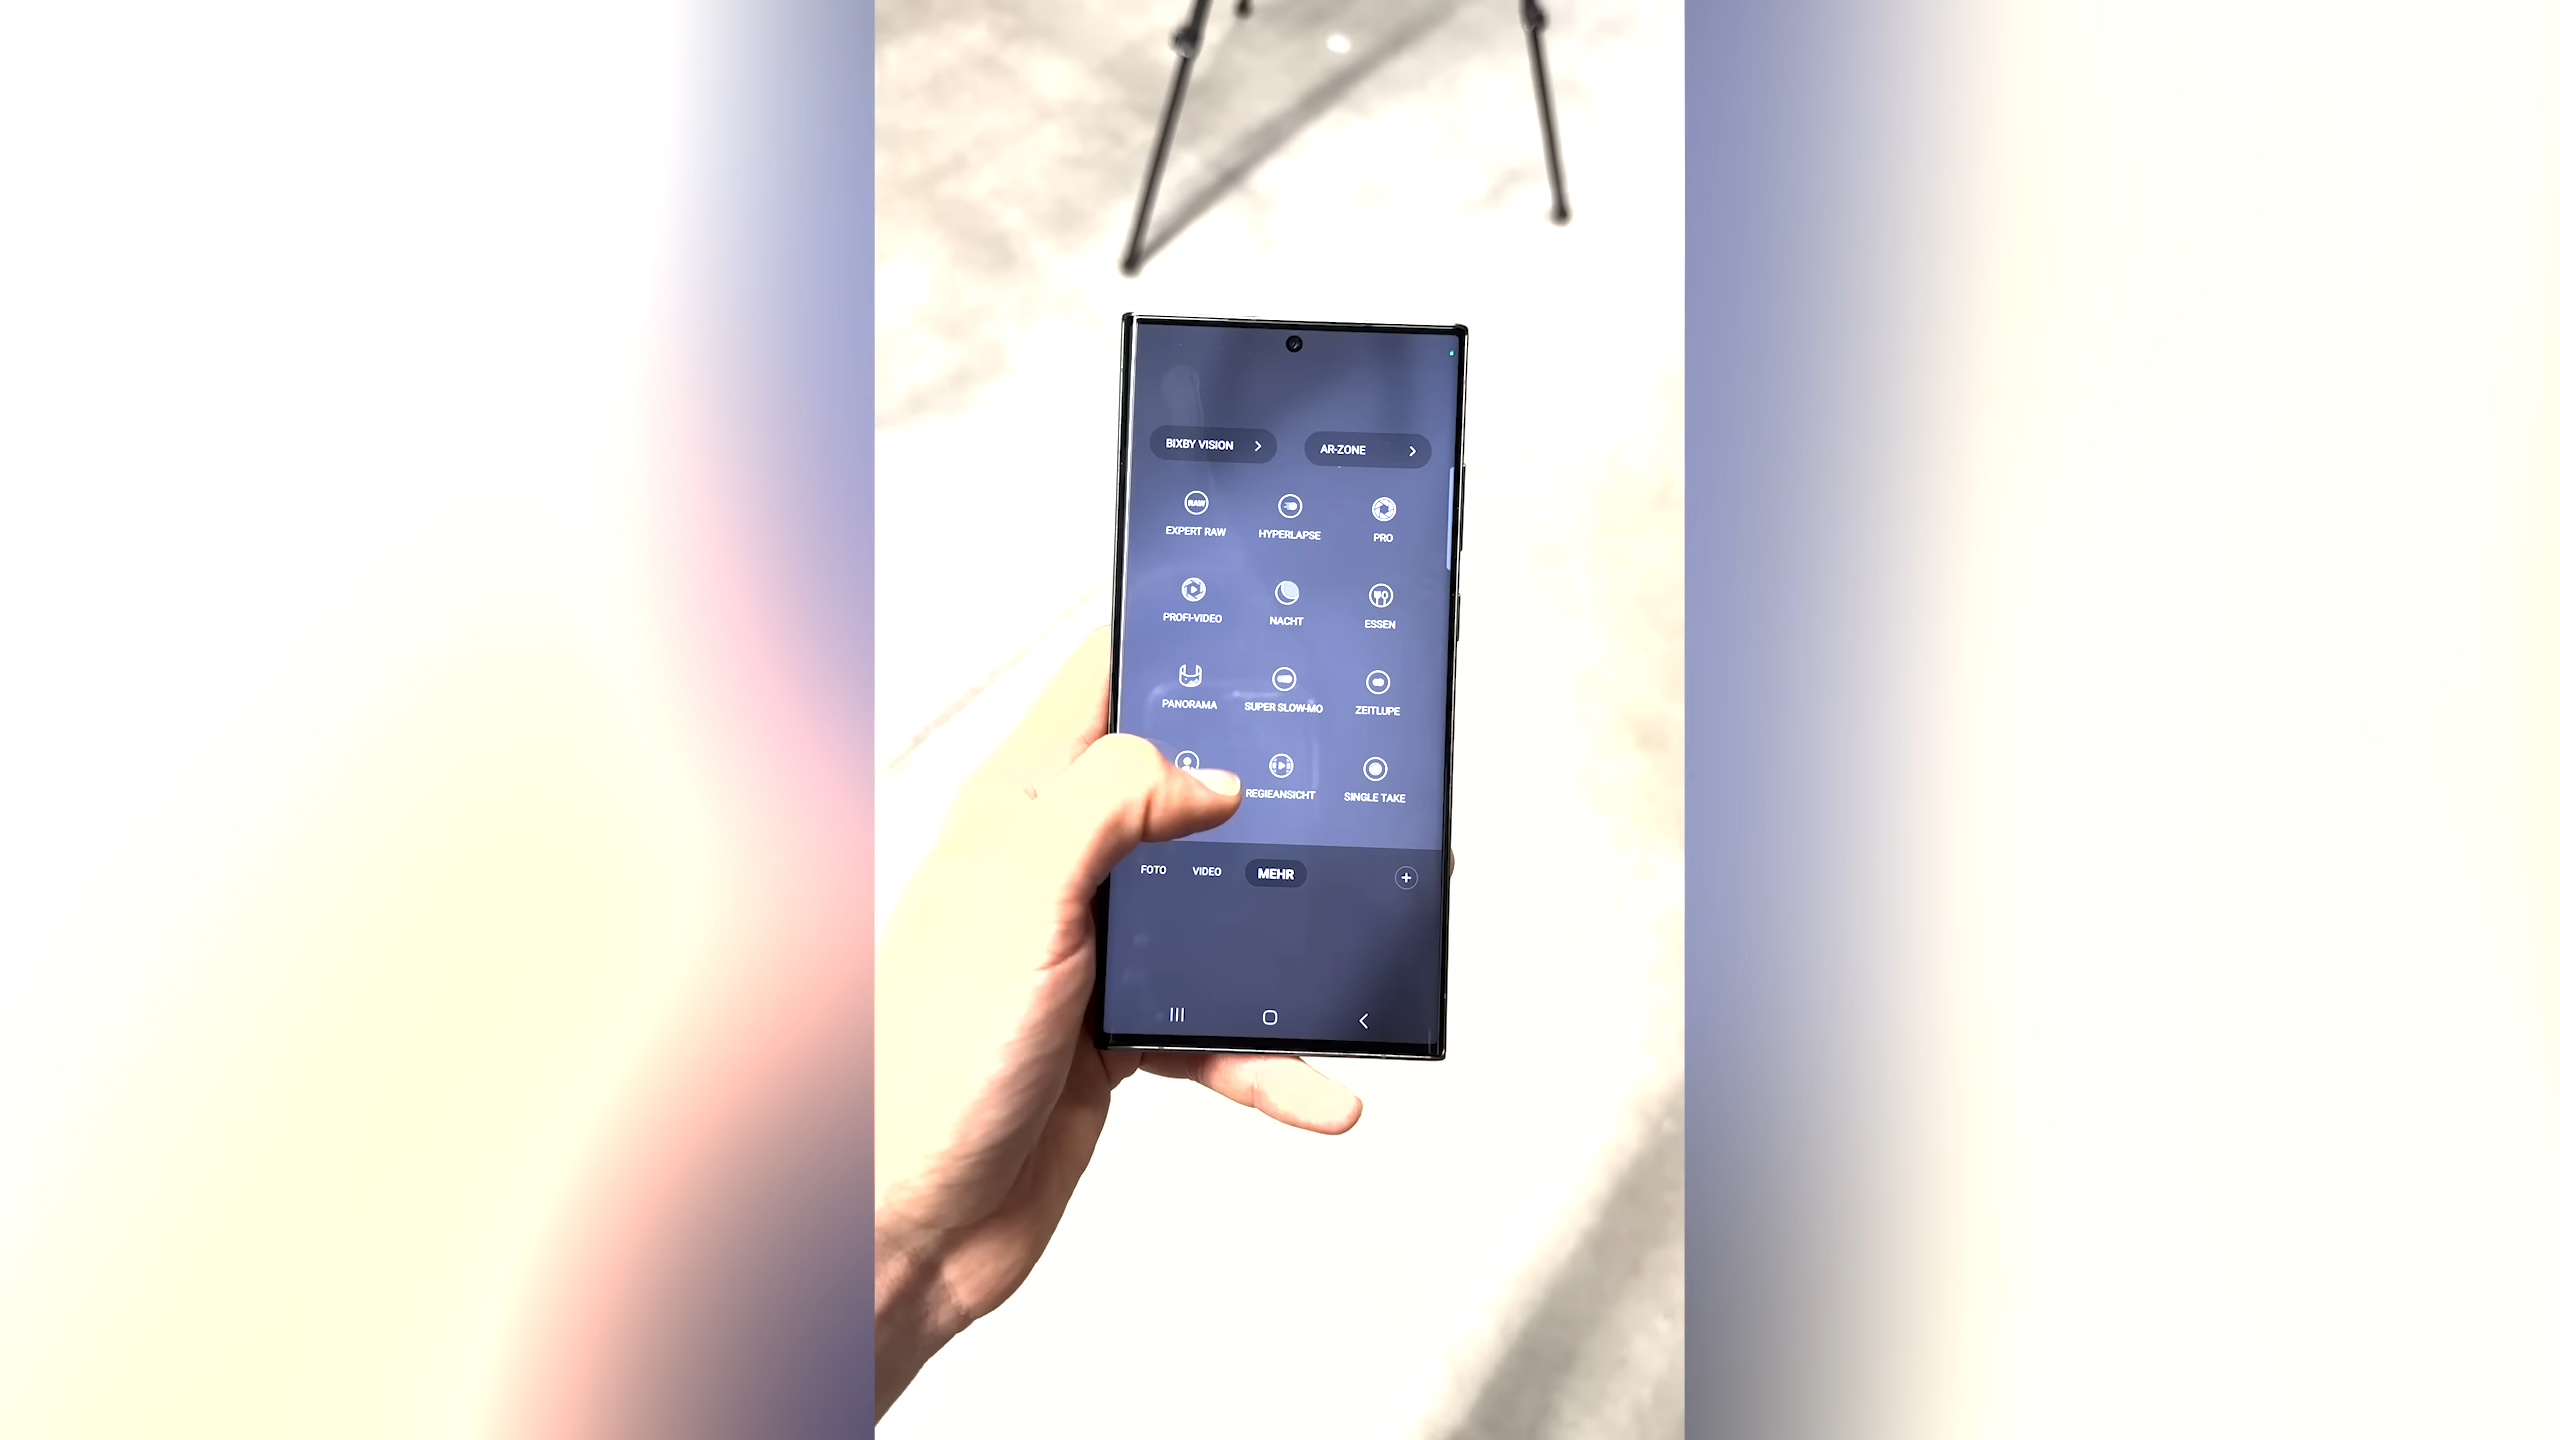 BIXBY VISION
AR-ZONE
RAW
EXPERT RAW
HYPERLAPSE
PRO
PROFI-VIDEO
NACHT
ESSEN
PANORAMA
SUPER SLOW-MO
ZEITLUPE
REGIEANSICHT
SINGLE TAKE
FOTO
VIDEO
MEHR